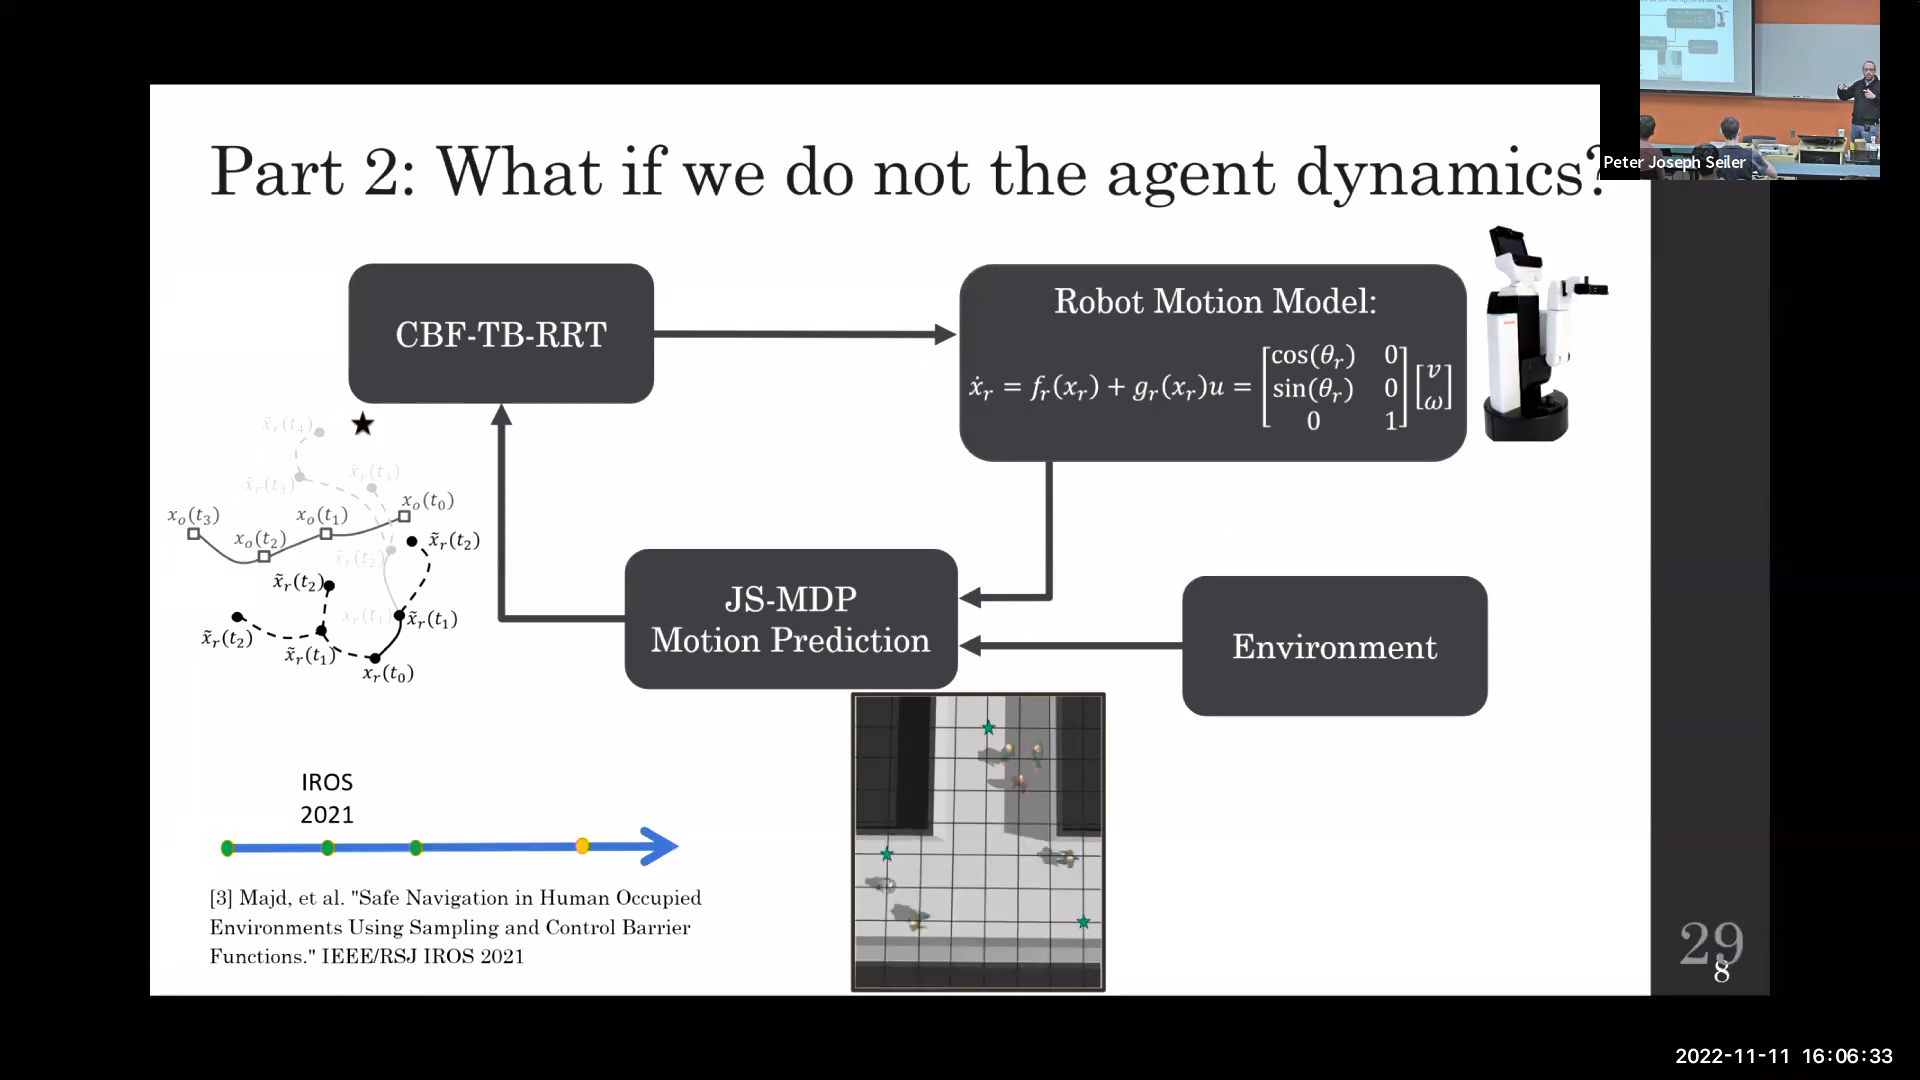 Part 2: What if we do not the agent dynamics?
Peter Joseph Seiler
CBF-TB-RRT
Robot Motion Model:
ẋ_r = f_r(x_r) + g_r(x_r)u = [cos(θ_r) 0; sin(θ_r) 0; 0 1] [v; ω]
x̃_r(t_4)
x̃_r(t_3)
x̃_r(t_3)
x_o(t_0)
x_o(t_3)
x_o(t_1)
x_o(t_2)
x̃_r(t_2)
x̃_r(t_2)
x̃_r(t_2)
x_r(t_1)
x̃_r(t_1)
x̃_r(t_2)
x̃_r(t_1)
x_r(t_0)
JS-MDP
Motion Prediction
Environment
IROS
2021
[3] Majd, et al. "Safe Navigation in Human Occupied
Environments Using Sampling and Control Barrier
Functions." IEEE/RSJ IROS 2021
29
8
2022-11-11 16:06:33